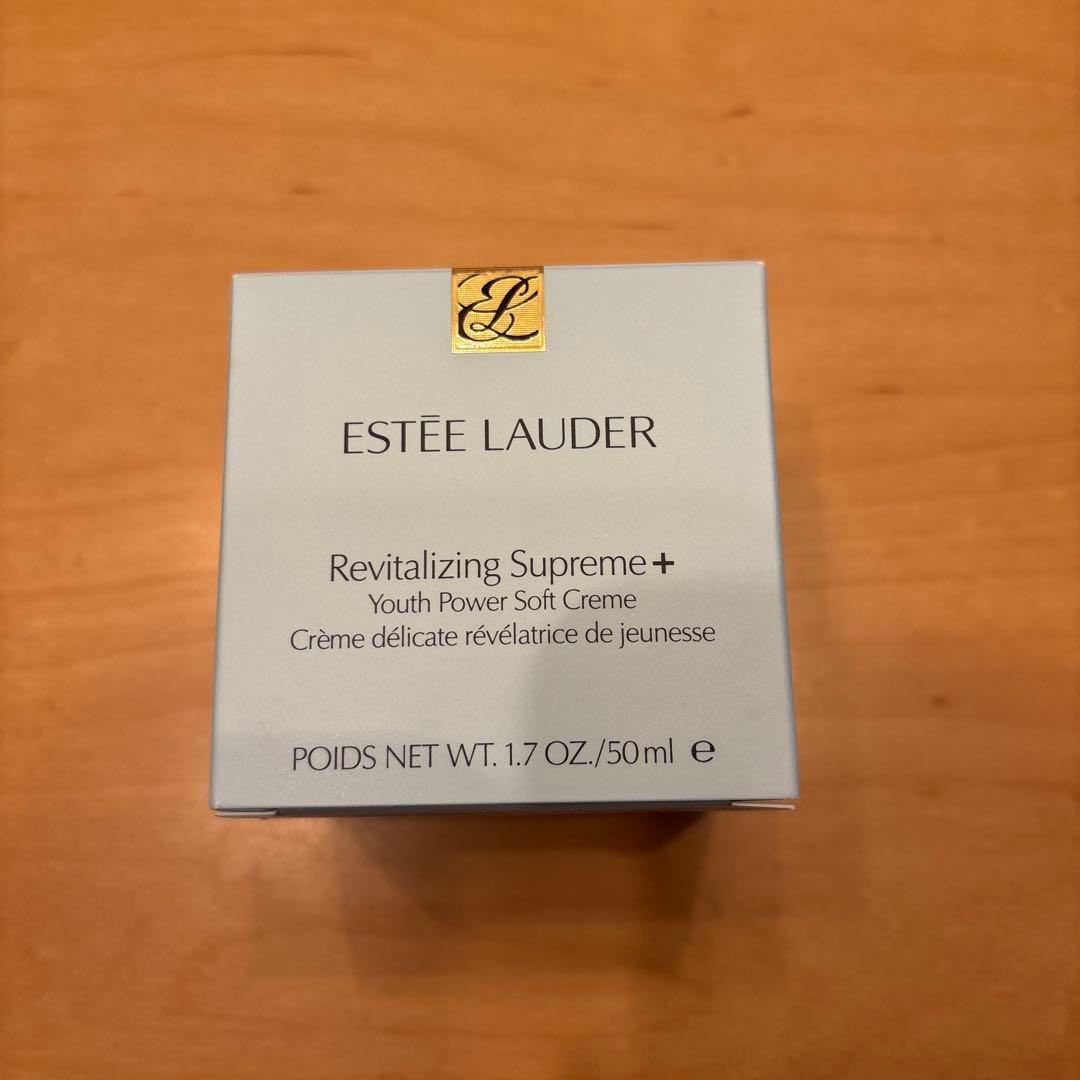 EL
ESTĒE LAUDER
Revitalizing Supreme+
Youth Power Soft Creme
Crème délicate révélatrice de jeunesse
POIDS NET WT. 1.7 OZ./50 ml ℮